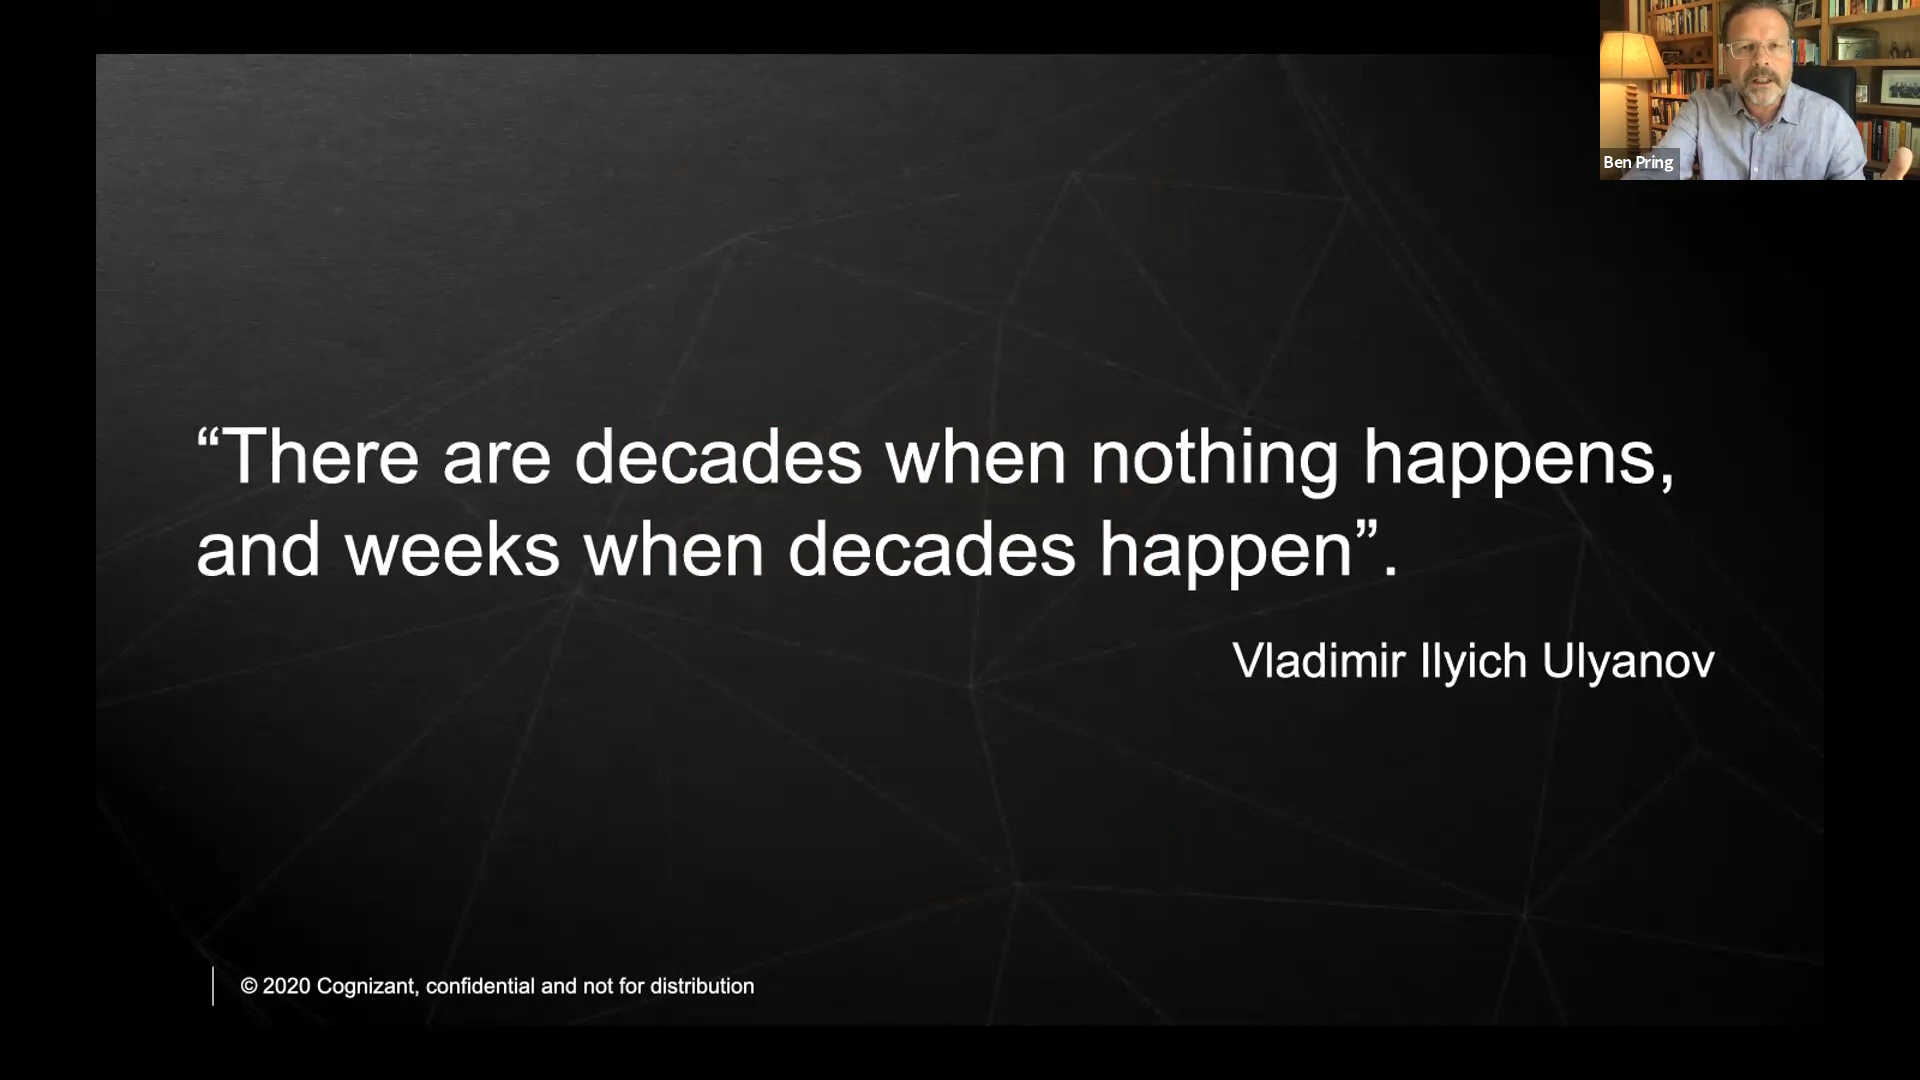 Ben Pring
“There are decades when nothing happens,
and weeks when decades happen”.
Vladimir Ilyich Ulyanov
© 2020 Cognizant, confidential and not for distribution